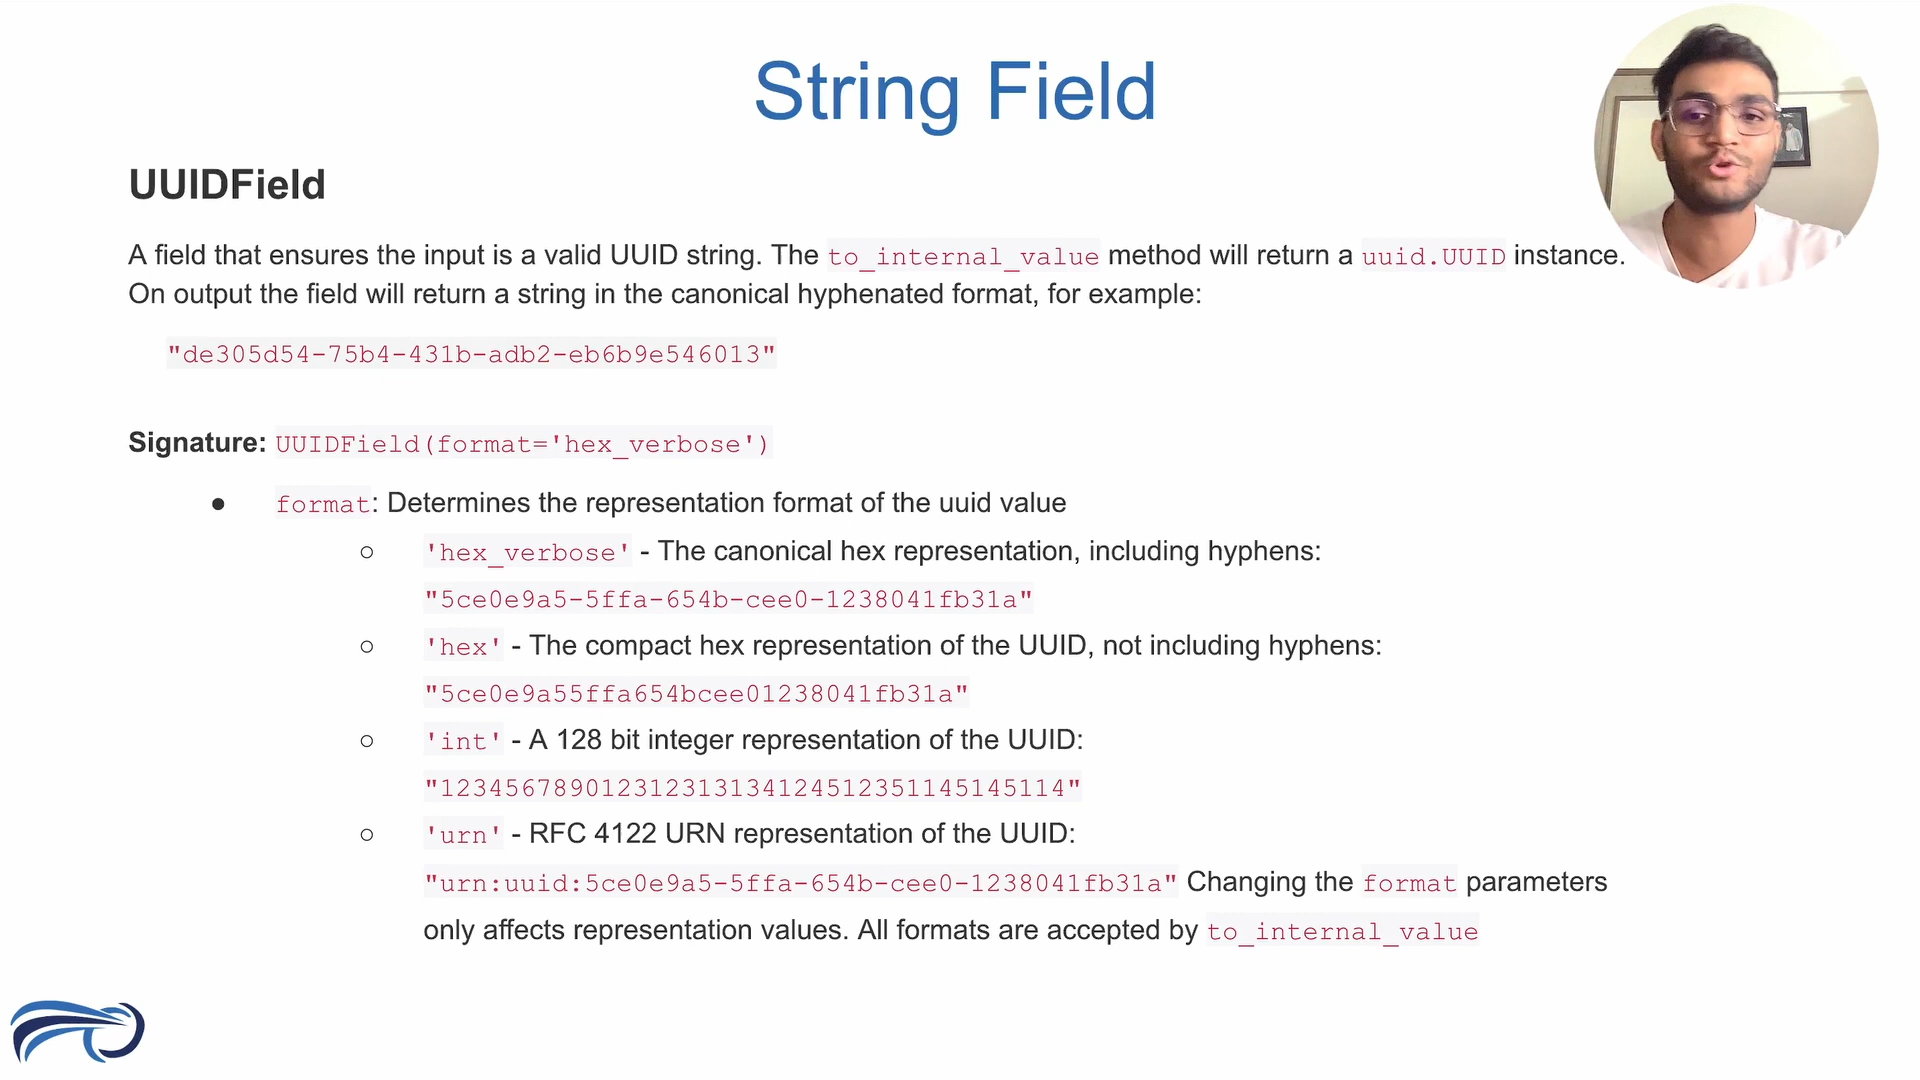 String Field
UUIDField
A field that ensures the input is a valid UUID string. The to_internal_value method will return a uuid.UUID instance.
On output the field will return a string in the canonical hyphenated format, for example:
"de305d54-75b4-431b-adb2-eb6b9e546013"
Signature: UUIDField(format='hex_verbose')
● format: Determines the representation format of the uuid value
○ 'hex_verbose' - The canonical hex representation, including hyphens:
"5ce0e9a5-5ffa-654b-cee0-1238041fb31a"
○ 'hex' - The compact hex representation of the UUID, not including hyphens:
"5ce0e9a55ffa654bcee01238041fb31a"
○ 'int' - A 128 bit integer representation of the UUID:
"123456789012312313134124512351145145114"
○ 'urn' - RFC 4122 URN representation of the UUID:
"urn:uuid:5ce0e9a5-5ffa-654b-cee0-1238041fb31a" Changing the format parameters
only affects representation values. All formats are accepted by to_internal_value